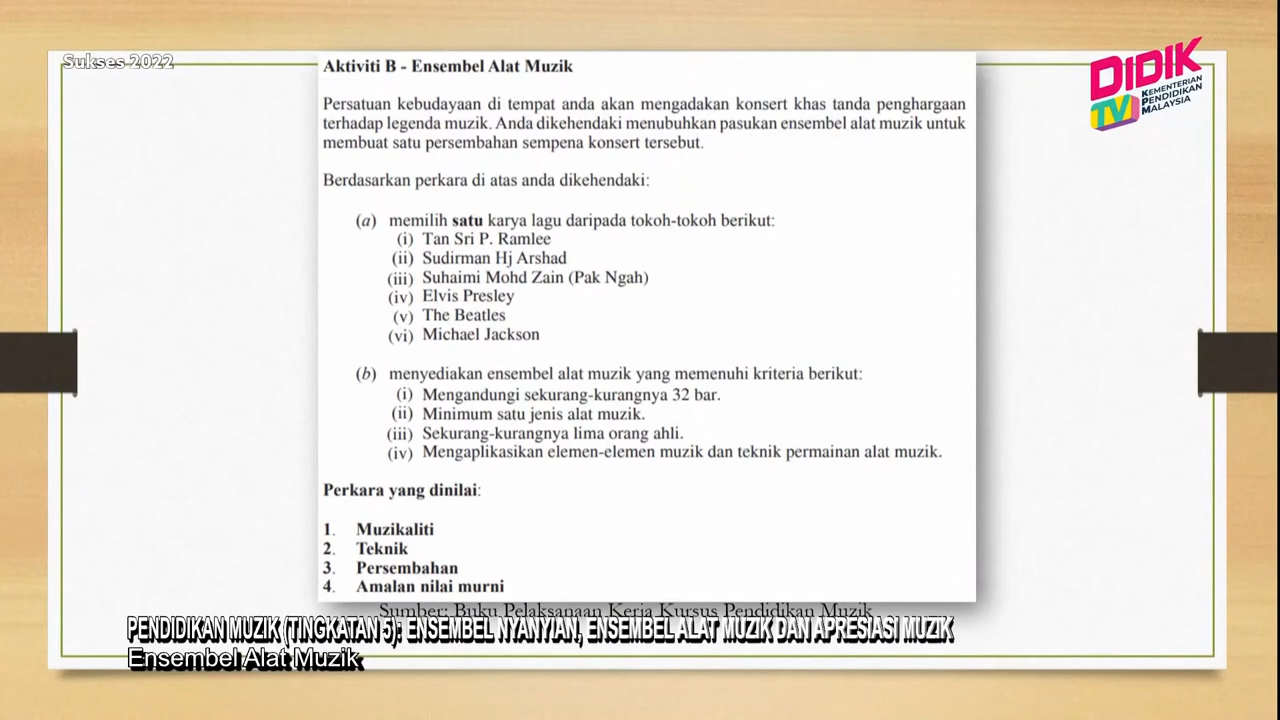 Sukses 2022
DIDIK
TV
KEMENTERIAN
PENDIDIKAN
MALAYSIA
Aktiviti B - Ensembel Alat Muzik
Persatuan kebudayaan di tempat anda akan mengadakan konsert khas tanda penghargaan
terhadap legenda muzik. Anda dikehendaki menubuhkan pasukan ensembel alat muzik untuk
membuat satu persembahan sempena konsert tersebut.
Berdasarkan perkara di atas anda dikehendaki:
(a) memilih satu karya lagu daripada tokoh-tokoh berikut:
(i) Tan Sri P. Ramlee
(ii) Sudirman Hj Arshad
(iii) Suhaimi Mohd Zain (Pak Ngah)
(iv) Elvis Presley
(v) The Beatles
(vi) Michael Jackson
(b) menyediakan ensembel alat muzik yang memenuhi kriteria berikut:
(i) Mengandungi sekurang-kurangnya 32 bar.
(ii) Minimum satu jenis alat muzik.
(iii) Sekurang-kurangnya lima orang ahli.
(iv) Mengaplikasikan elemen-elemen muzik dan teknik permainan alat muzik.
Perkara yang dinilai:
1. Muzikaliti
2. Teknik
3. Persembahan
4. Amalan nilai murni
Sumber: Buku Pelaksanaan Kerja Kursus Pendidikan Muzik
PENDIDIKAN MUZIK (TINGKATAN 5): ENSEMBEL NYANYIAN, ENSEMBEL ALAT MUZIK DAN APRESIASI MUZIK
Ensembel Alat Muzik